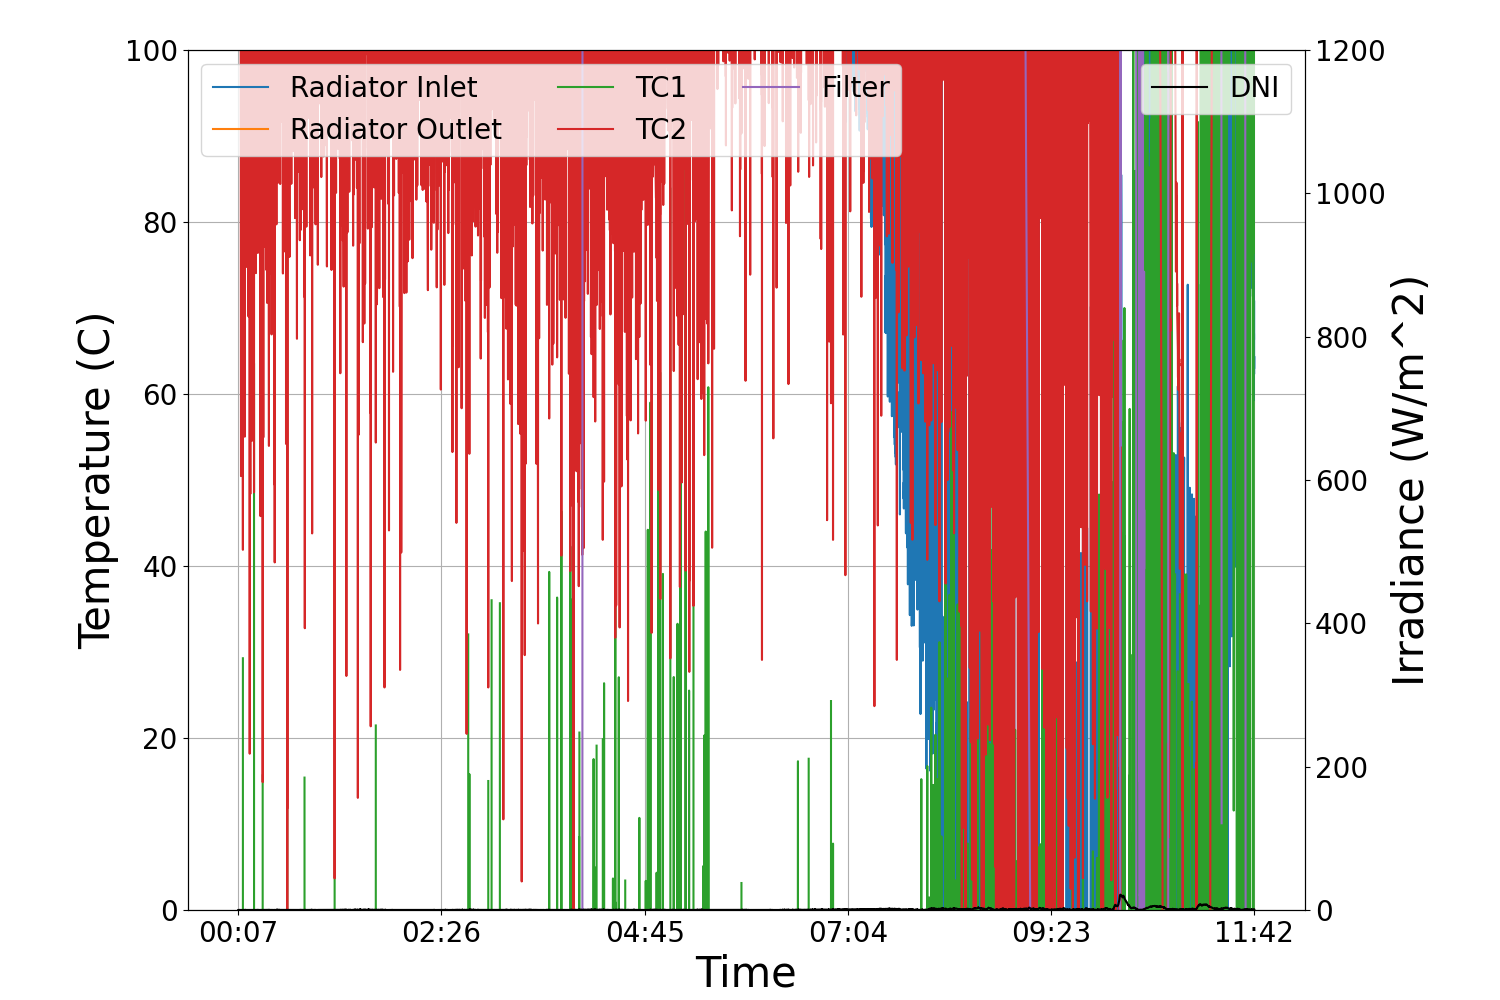 100
80
60
40
20
0
Temperature (C)
Radiator Inlet
Radiator Outlet
TC1
TC2
Filter
DNI
1200
1000
800
600
400
200
0
Irradiance (W/m^2)
00:07
02:26
04:45
07:04
09:23
11:42
Time